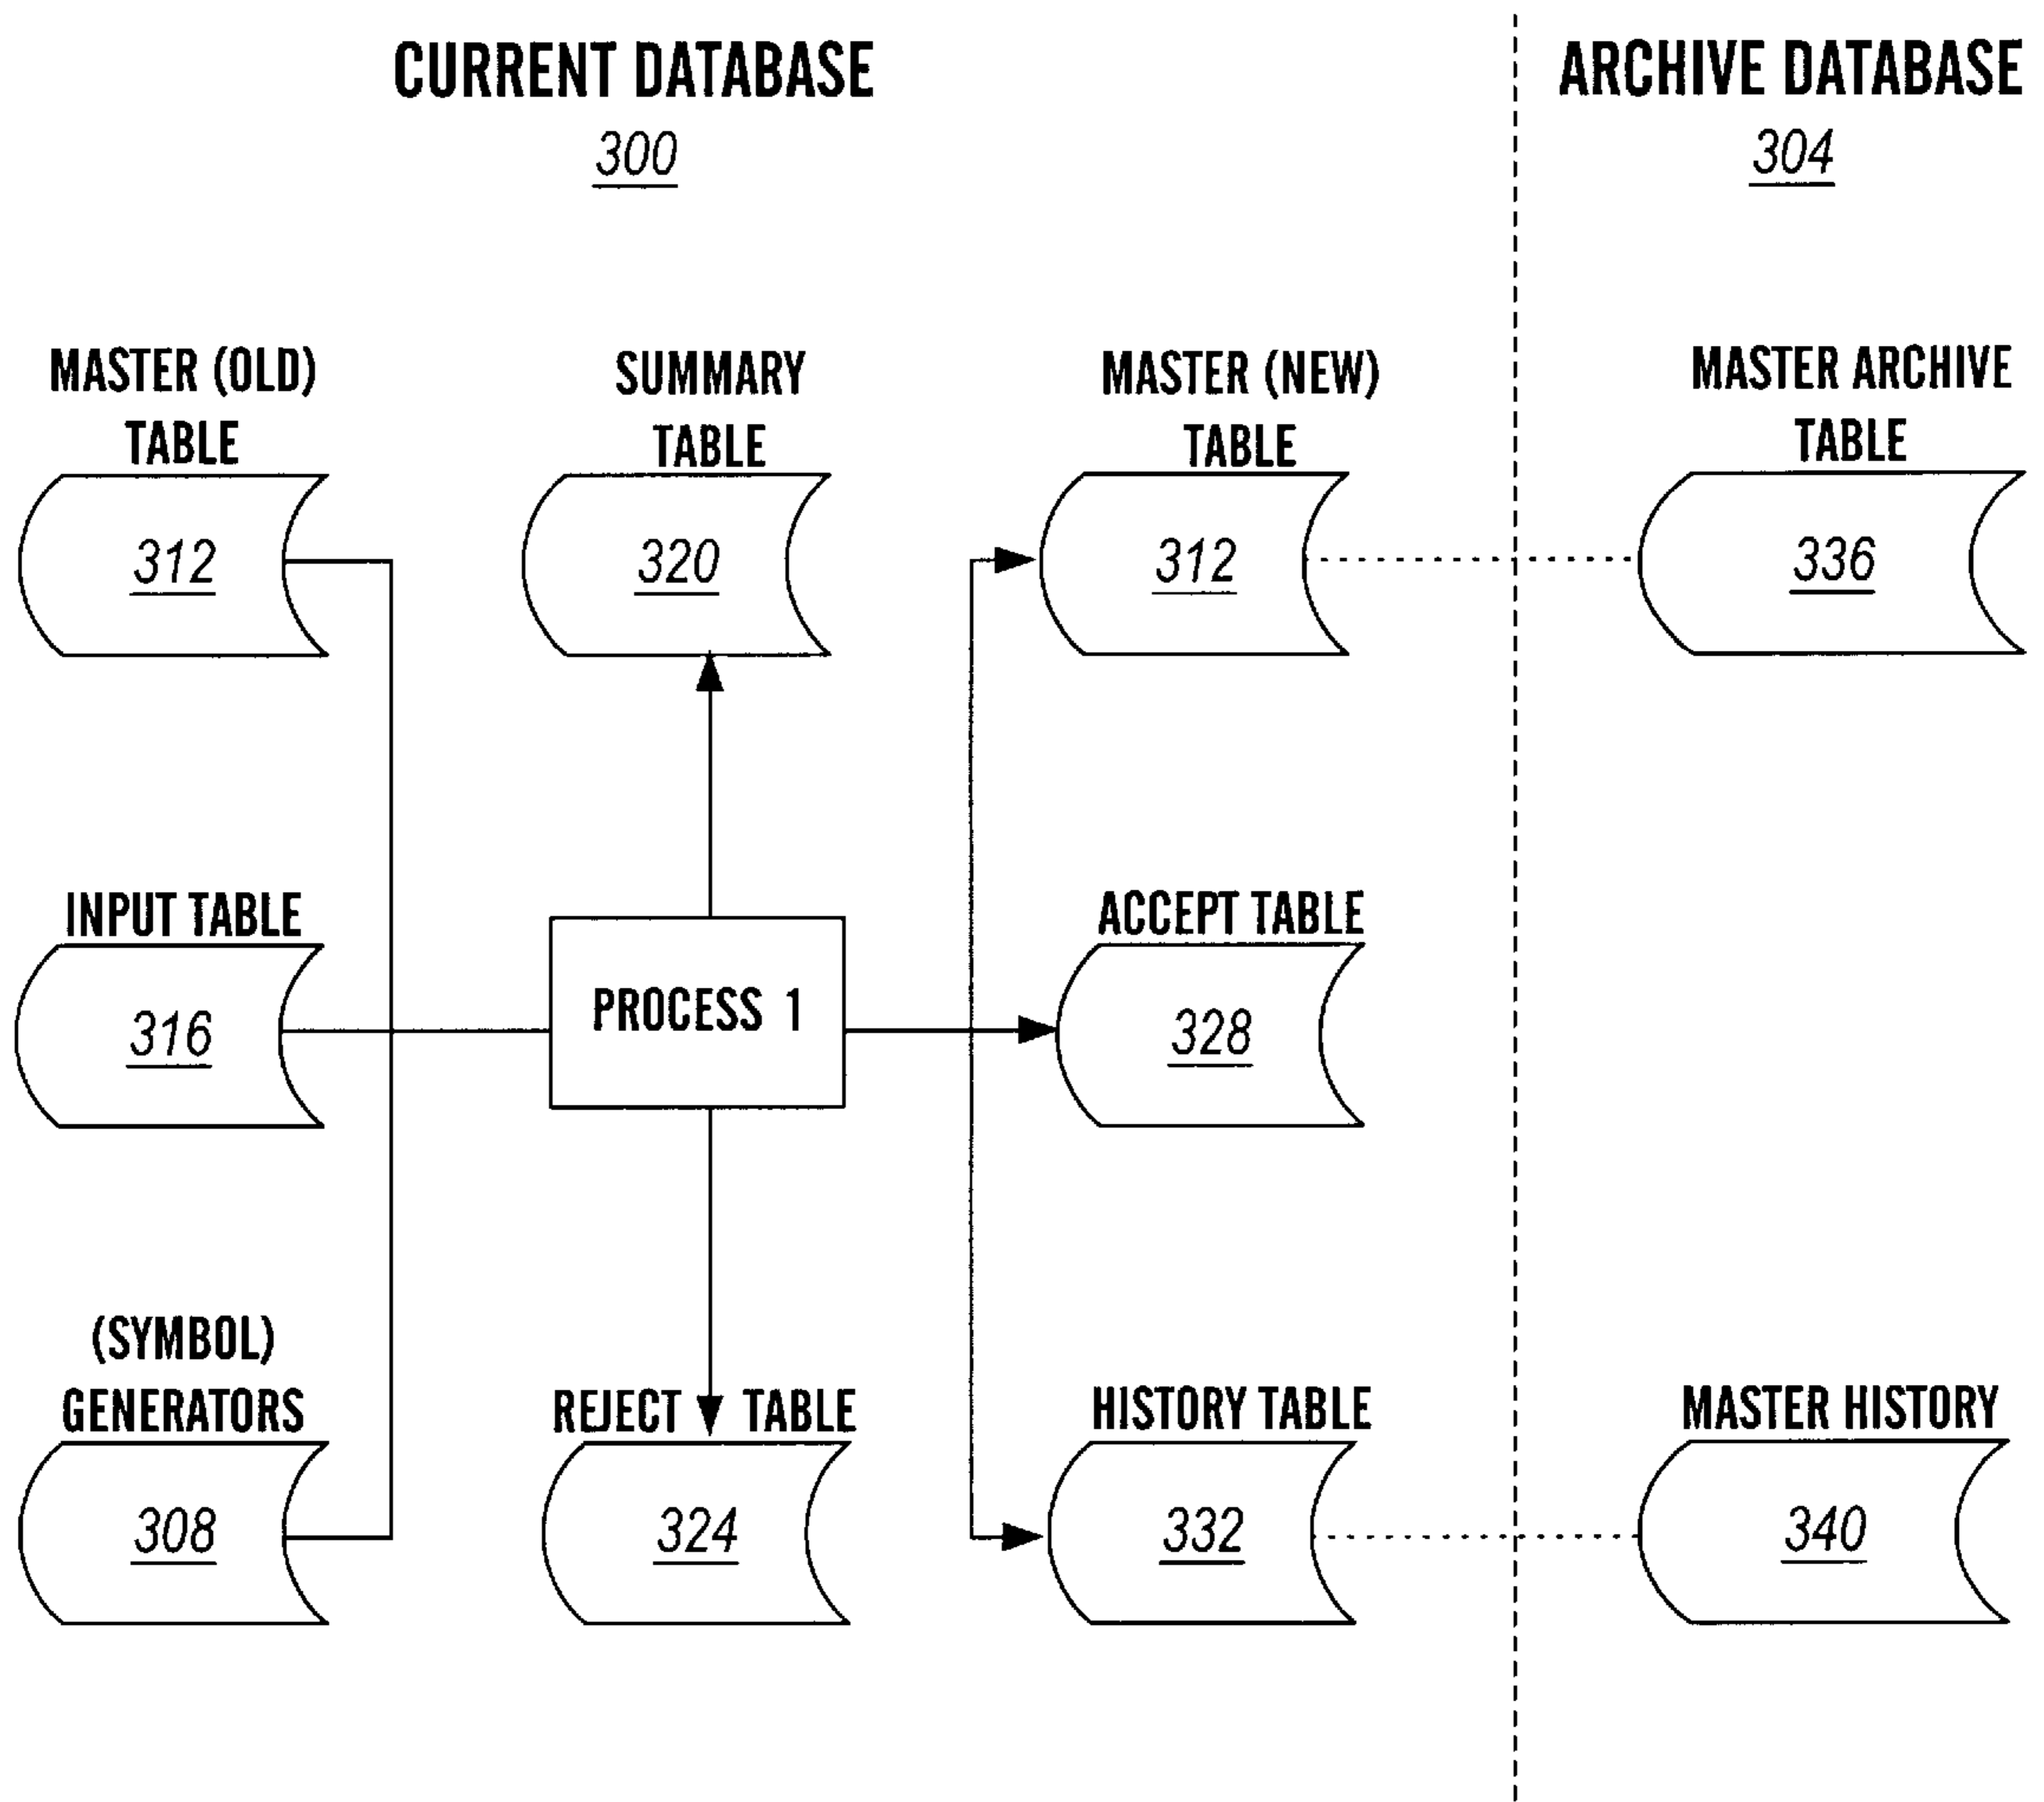 CURRENT DATABASE
300
ARCHIVE DATABASE
304
MASTER (OLD)
TABLE
312
SUMMARY
TABLE
320
MASTER (NEW)
TABLE
312
MASTER ARCHIVE
TABLE
336
INPUT TABLE
316
PROCESS 1
ACCEPT TABLE
328
(SYMBOL)
GENERATORS
308
REJECT TABLE
324
HISTORY TABLE
332
MASTER HISTORY
340